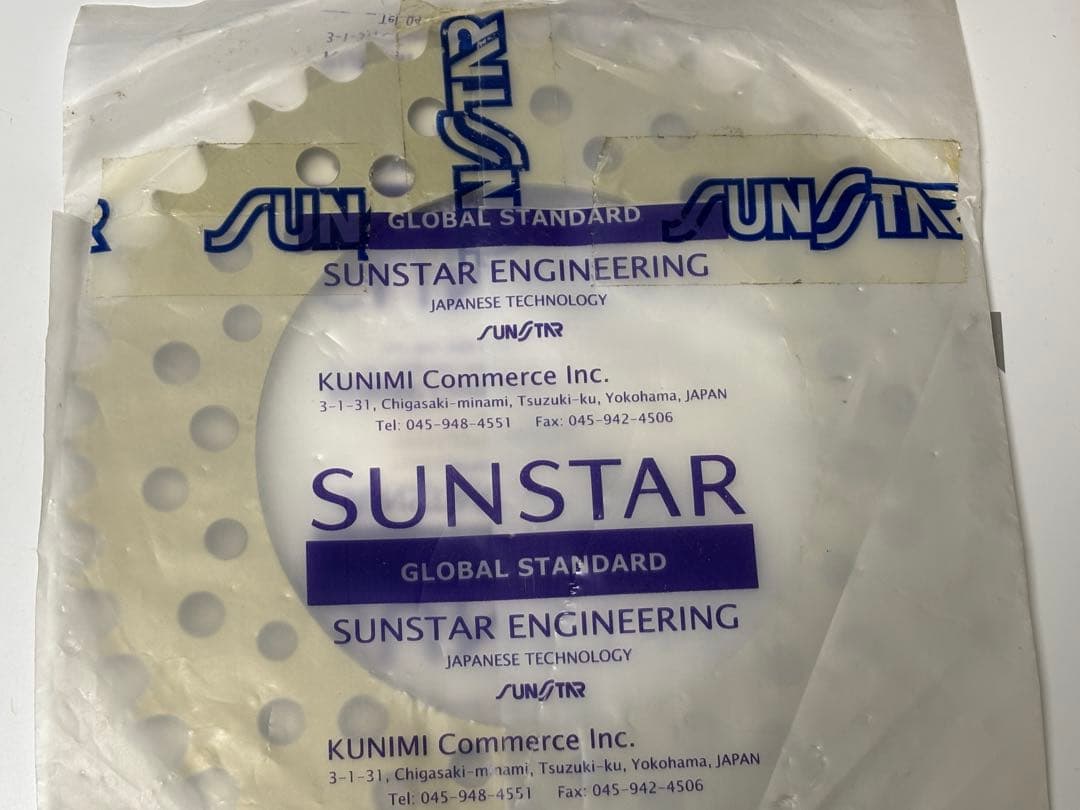 SUNSTAR
SUN
SUNSTAR
GLOBAL STANDARD
SUNSTAR ENGINEERING
JAPANESE TECHNOLOGY
SUNSTAR
KUNIMI Commerce Inc.
3-1-31, Chigasaki-minami, Tsuzuki-ku, Yokohama, JAPAN
Tel: 045-948-4551 Fax: 045-942-4506
SUNSTAR
GLOBAL STANDARD
SUNSTAR ENGINEERING
JAPANESE TECHNOLOGY
SUNSTAR
KUNIMI Commerce Inc.
3-1-31, Chigasaki-minami, Tsuzuki-ku, Yokohama, JAPAN
Tel: 045-948-4551 Fax: 045-942-4506